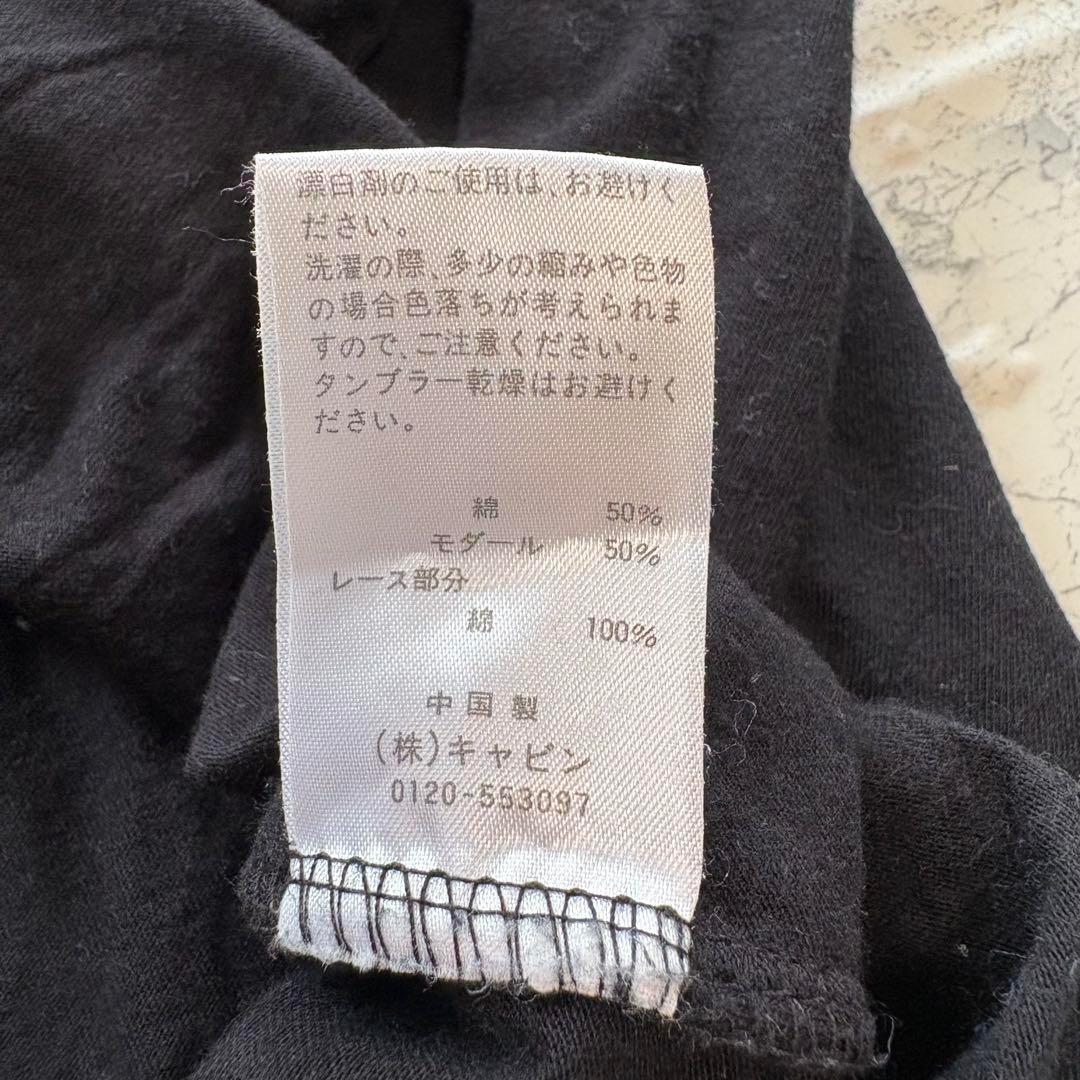 漂白剤のご使用は、お避けく
ださい。
洗濯の際、多少の縮みや色物
の場合色落ちが考えられま
すので、ご注意ください。
タンブラー乾燥はお避けく
ださい。
綿 50%
モダール 50%
レース部分
綿 100%
中国製
(株)キャビン
0120-553097